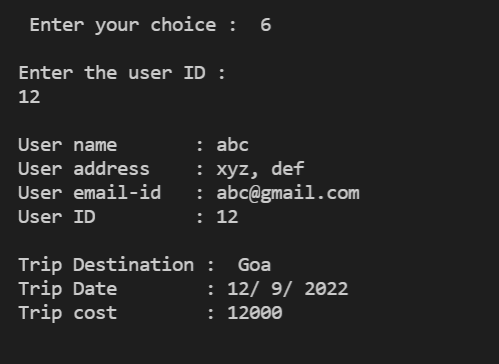 Enter your choice :  6
Enter the user ID :
12
User name       : abc
User address    : xyz, def
User email-id   : abc@gmail.com
User ID         : 12
Trip Destination :  Goa
Trip Date        : 12/ 9/ 2022
Trip cost        : 12000